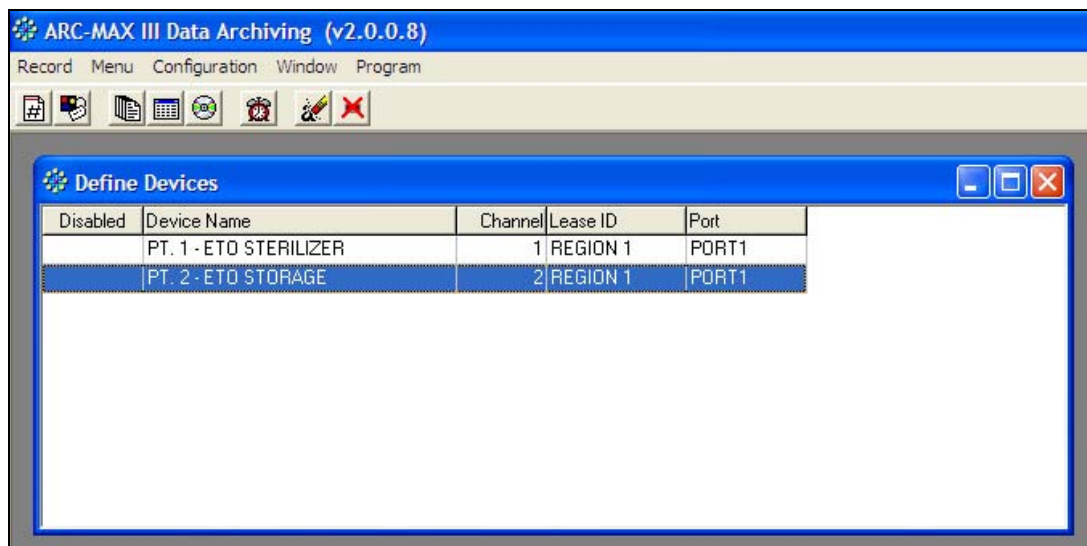 ARC-MAX III Data Archiving (v2.0.0.8)
Record Menu Configuration Window Program
Define Devices
Disabled Device Name Channel Lease ID Port
PT. 1 - ETO STERILIZER 1 REGION 1 PORT1
PT. 2 - ETO STORAGE 2 REGION 1 PORT1